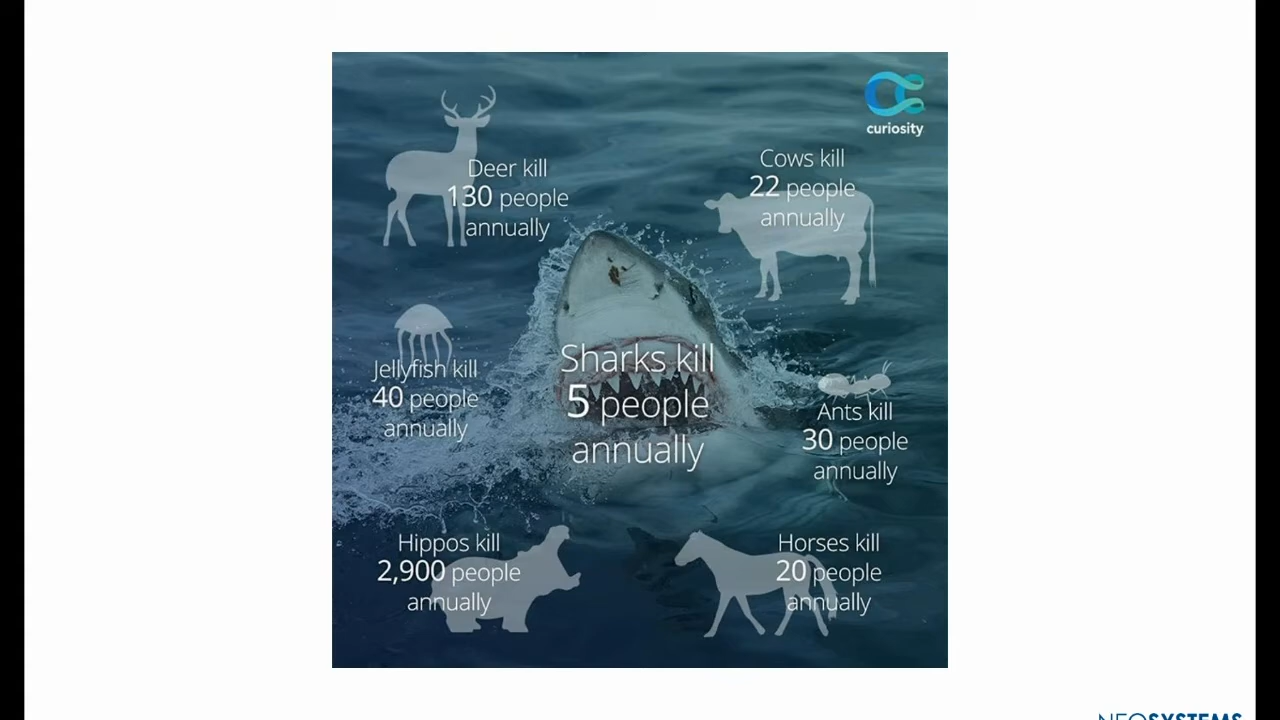 curiosity
Deer kill
130 people
annually
Cows kill
22 people
annually
Sharks kill
5 people
annually
Jellyfish kill
40 people
annually
Ants kill
30 people
annually
Hippos kill
2,900 people
annually
Horses kill
20 people
annually
NEOSYSTEMS